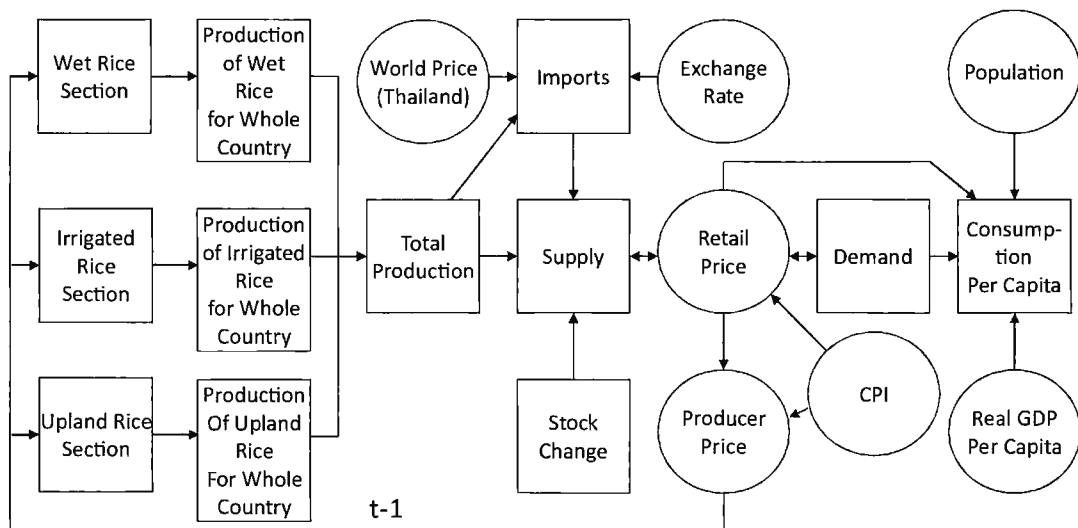 Wet Rice
Section
Production
of Wet
Rice
for Whole
Country
World Price
(Thailand)
Imports
Exchange
Rate
Population
Irrigated
Rice
Section
Production
of Irrigated
Rice
for Whole
Country
Total
Production
Supply
Retail
Price
Demand
Consump-
tion
Per Capita
Upland Rice
Section
Production
Of Upland
Rice
For Whole
Country
Stock
Change
Producer
Price
CPI
Real GDP
Per Capita
t-1